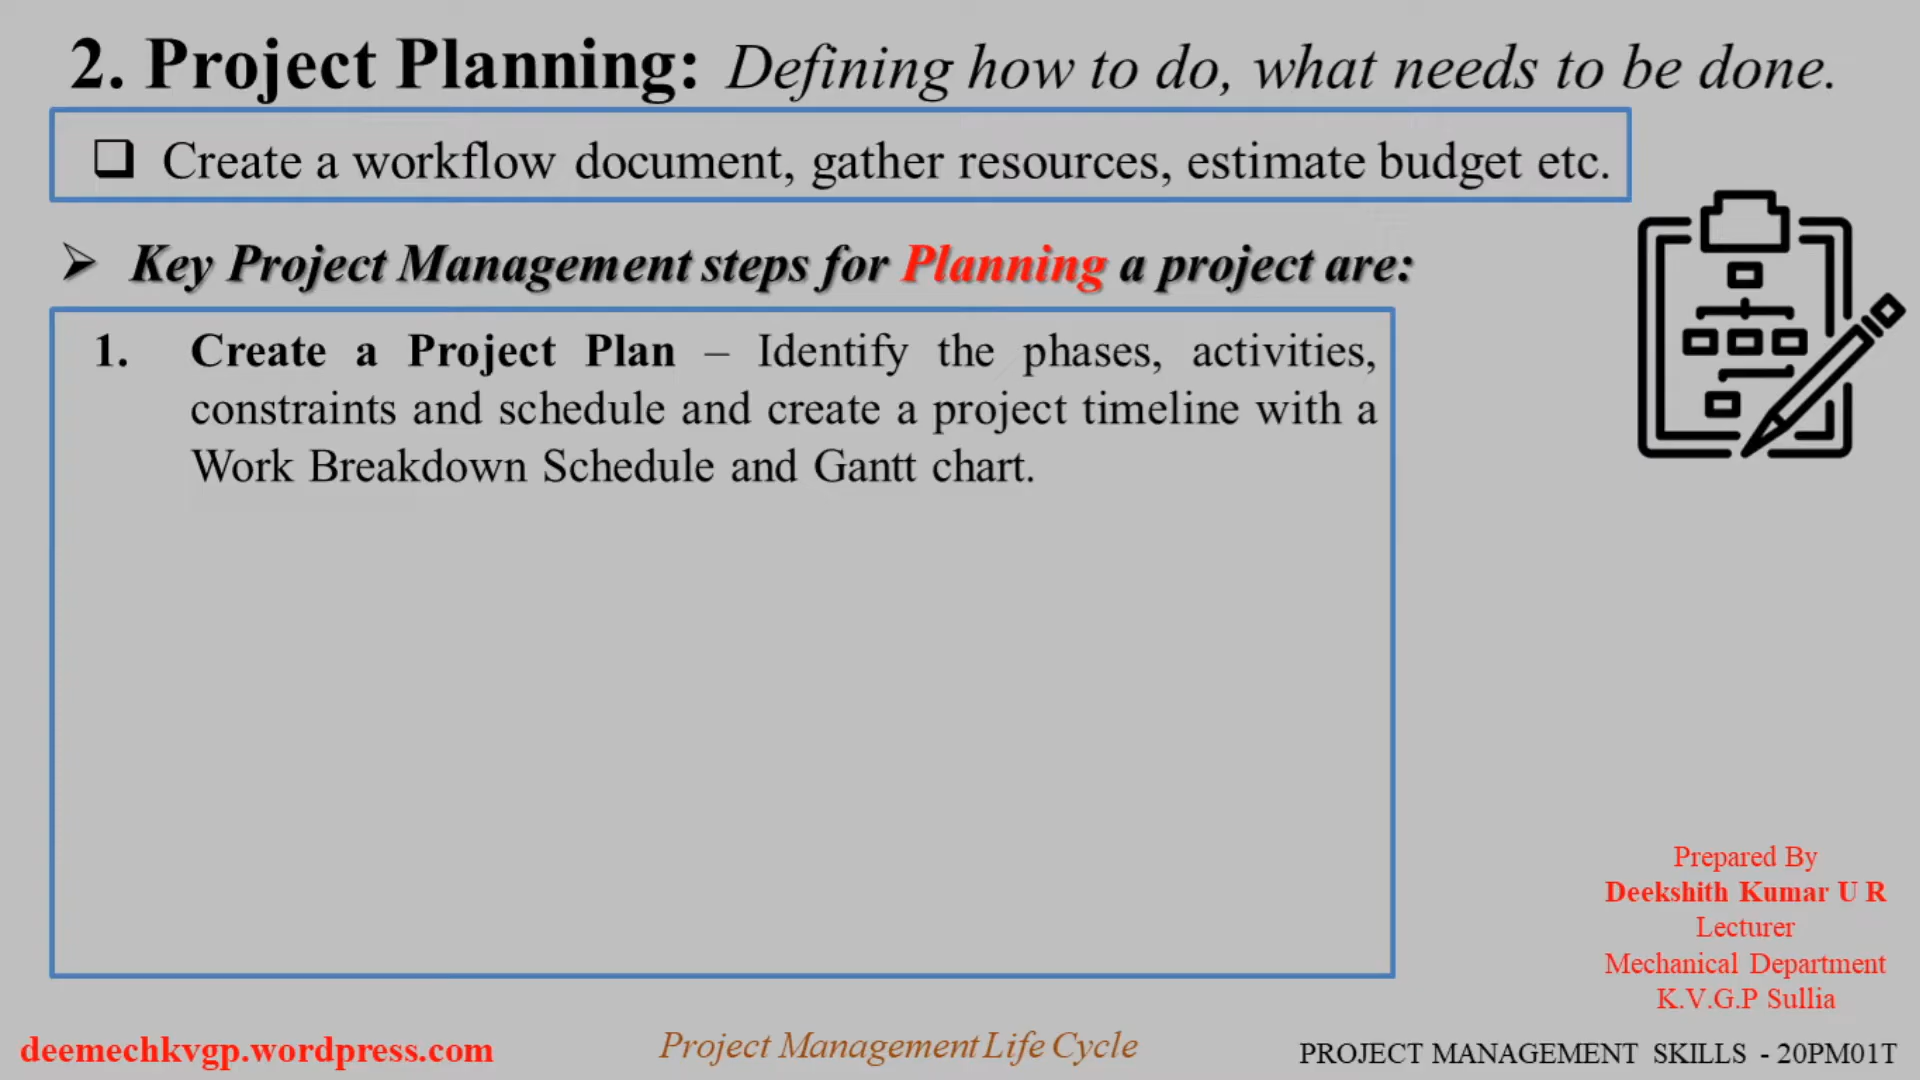 2. Project Planning: Defining how to do, what needs to be done.
❑ Create a workflow document, gather resources, estimate budget etc.
➢ Key Project Management steps for Planning a project are:
1. Create a Project Plan – Identify the phases, activities,
constraints and schedule and create a project timeline with a
Work Breakdown Schedule and Gantt chart.
Prepared By
Deekshith Kumar U R
Lecturer
Mechanical Department
K.V.G.P Sullia
deemechkvgp.wordpress.com
Project Management Life Cycle
PROJECT MANAGEMENT SKILLS - 20PM01T